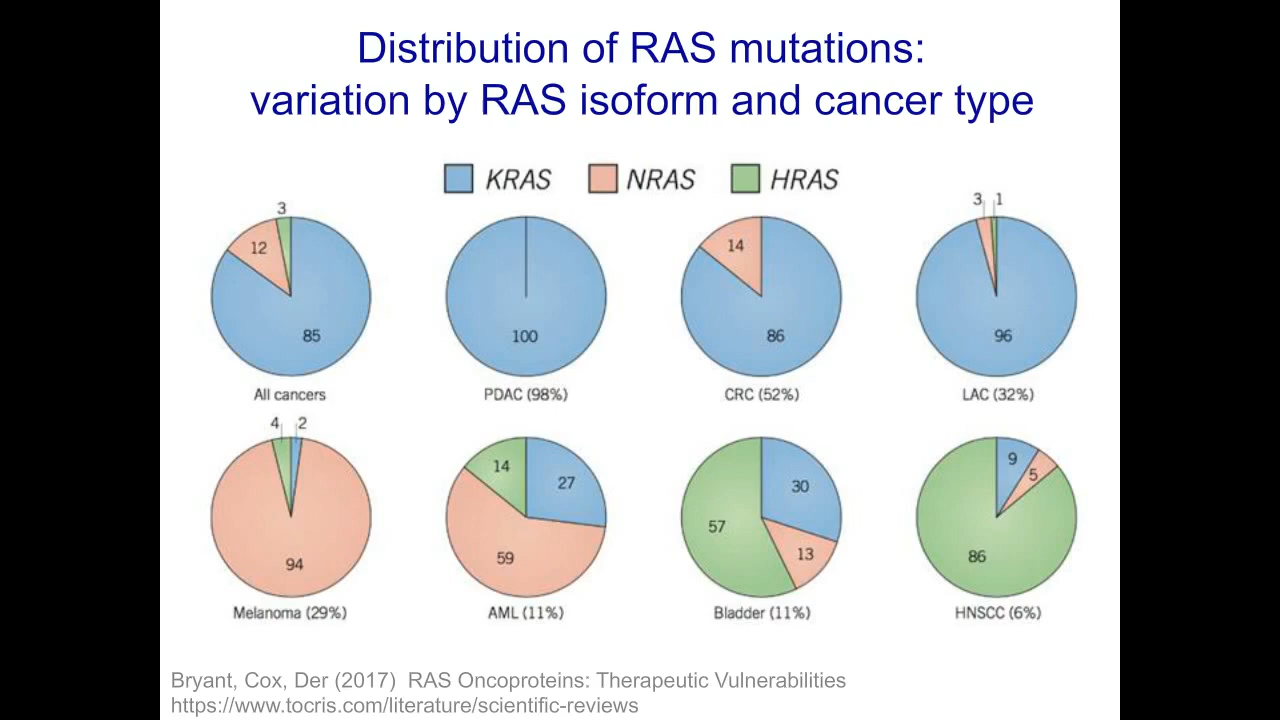 Distribution of RAS mutations:
variation by RAS isoform and cancer type
KRAS NRAS HRAS
3
12
85
All cancers
100
PDAC (98%)
14
86
CRC (52%)
3 1
96
LAC (32%)
4 2
94
Melanoma (29%)
14
27
59
AML (11%)
30
57
13
Bladder (11%)
9
5
86
HNSCC (6%)
Bryant, Cox, Der (2017) RAS Oncoproteins: Therapeutic Vulnerabilities
https://www.tocris.com/literature/scientific-reviews